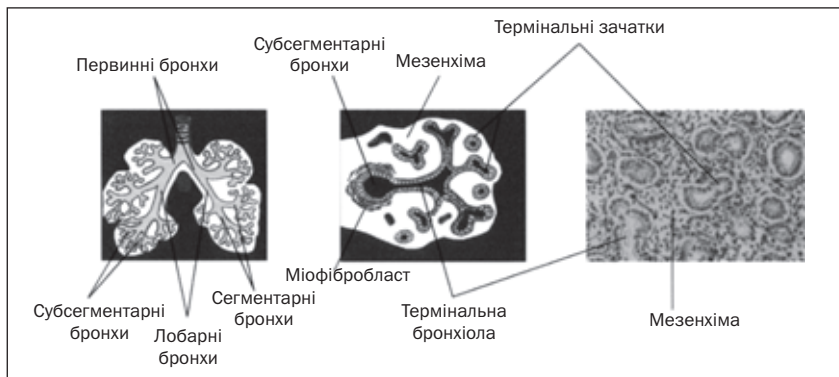 Термінальні зачатки
Субсегментарні
бронхи
Мезенхіма
Первинні бронхи
Міофібробласт
Субсегментарні
бронхи
Лобарні
бронхи
Сегментарні
бронхи
Термінальна
бронхіола
Мезенхіма